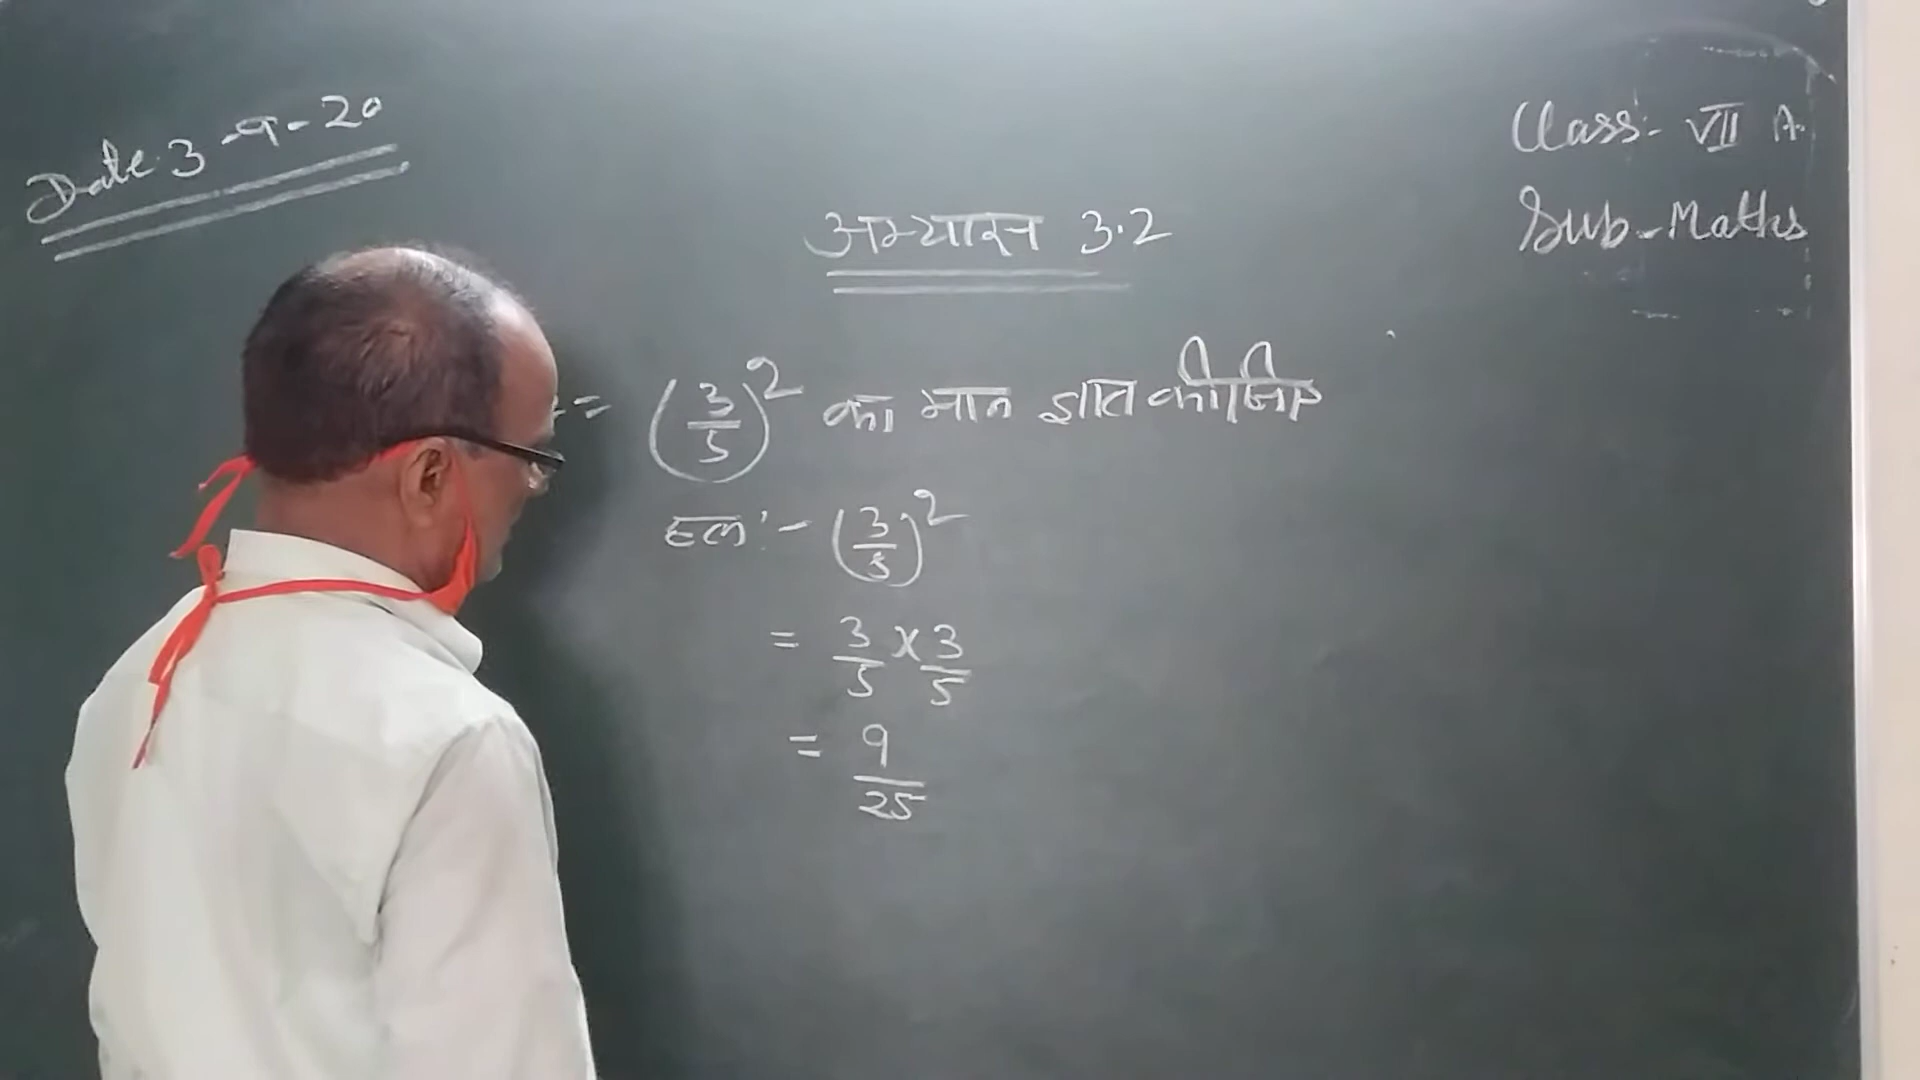 Date 3-9-20
Class:- VII A.
Sub-Maths
अभ्यास 3.2
= (3/5)² का मान ज्ञात कीजिए
हल:- (3/5)²
= 3/5 × 3/5
= 9/25